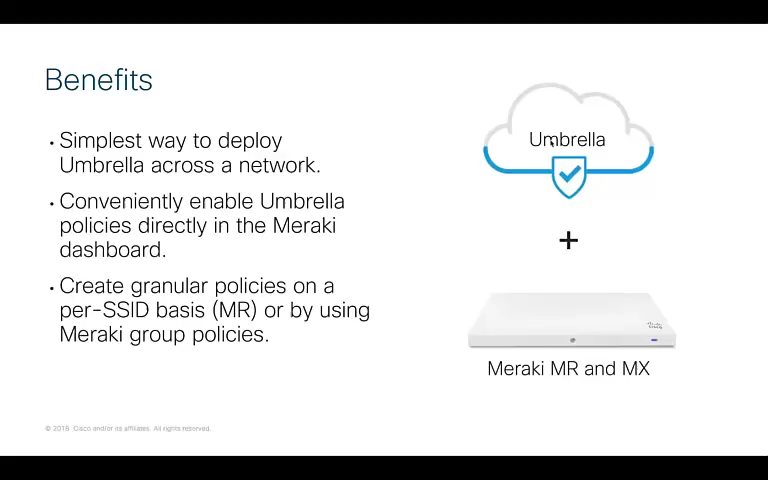 Benefits
• Simplest way to deploy
Umbrella across a network.
• Conveniently enable Umbrella
policies directly in the Meraki
dashboard.
• Create granular policies on a
per-SSID basis (MR) or by using
Meraki group policies.
Umbrella
+
Meraki MR and MX
© 2016 Cisco and/or its affiliates. All rights reserved.